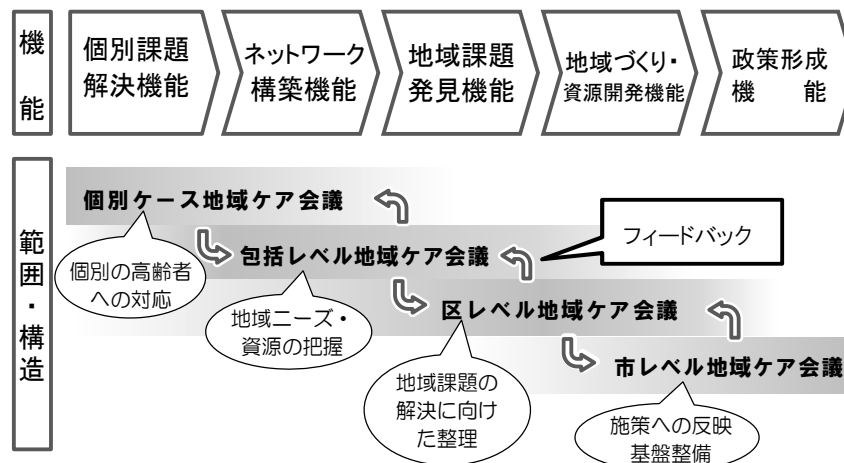 機
能
個別課題
解決機能
ネットワーク
構築機能
地域課題
発見機能
地域づくり・
資源開発機能
政策形成
機　　能
範
囲
・
構
造
個別ケース地域ケア会議
包括レベル地域ケア会議
フィードバック
個別の高齢者
への対応
区レベル地域ケア会議
地域ニーズ・
資源の把握
市レベル地域ケア会議
地域課題の
解決に向け
た整理
施策への反映
基盤整備